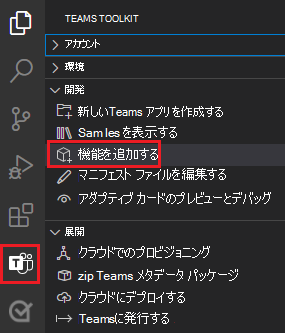 TEAMS TOOLKIT
アカウント
環境
開発
新しいTeams アプリを作成する
Sam les を表示する
機能を追加する
マニフェスト ファイルを編集する
アダプティブ カードのプレビューとデバッグ
展開
クラウドでのプロビジョニング
zip Teams メタデータ パッケージ
クラウドにデプロイする
Teamsに発行する